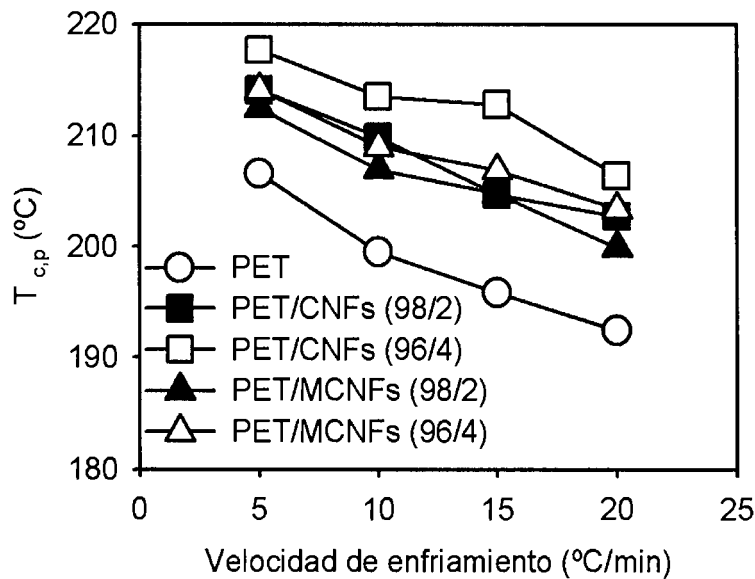 220
210
200
190
180
T c,p (ºC)
PET
PET/CNFs (98/2)
PET/CNFs (96/4)
PET/MCNFs (98/2)
PET/MCNFs (96/4)
0 5 10 15 20 25
Velocidad de enfriamiento (ºC/min)